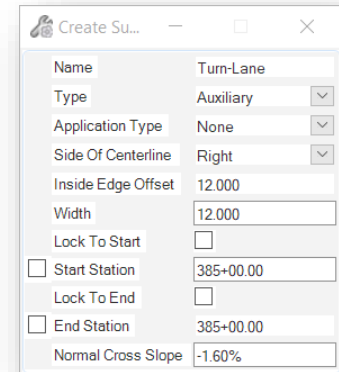 Create Su...
Name Turn-Lane
Type Auxiliary
Application Type None
Side Of Centerline Right
Inside Edge Offset 12.000
Width 12.000
Lock To Start
Start Station 385+00.00
Lock To End
End Station 385+00.00
Normal Cross Slope -1.60%